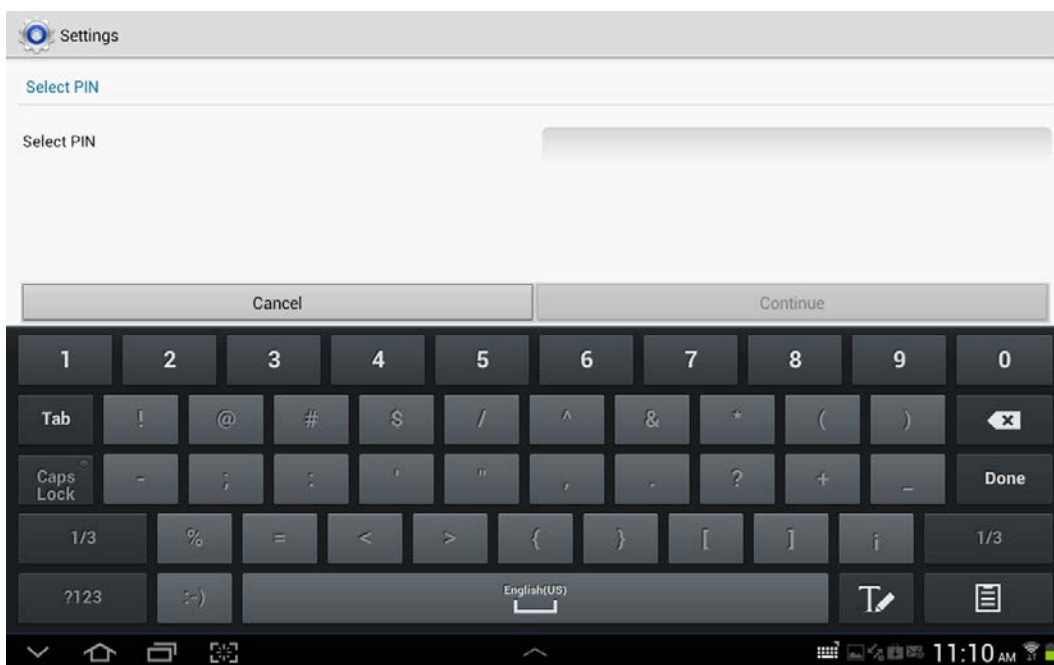 Settings
Select PIN
Select PIN
Cancel Continue
1 2 3 4 5 6 7 8 9 0
Tab ! @ # $ / ^ & * ( )
Caps Lock - ; : ' " , . ? + _ Done
1/3 % = < > { } [ ] ¡ 1/3
?123 :-) English(US) T
11:10 AM